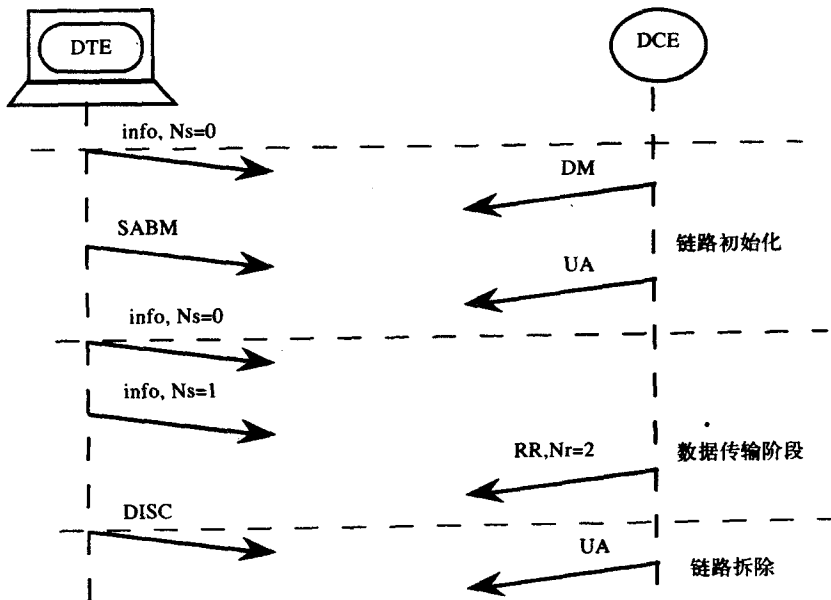 DTE
DCE
info, Ns=0
DM
SABM
链路初始化
UA
info, Ns=0
info, Ns=1
RR,Nr=2
数据传输阶段
DISC
UA
链路拆除